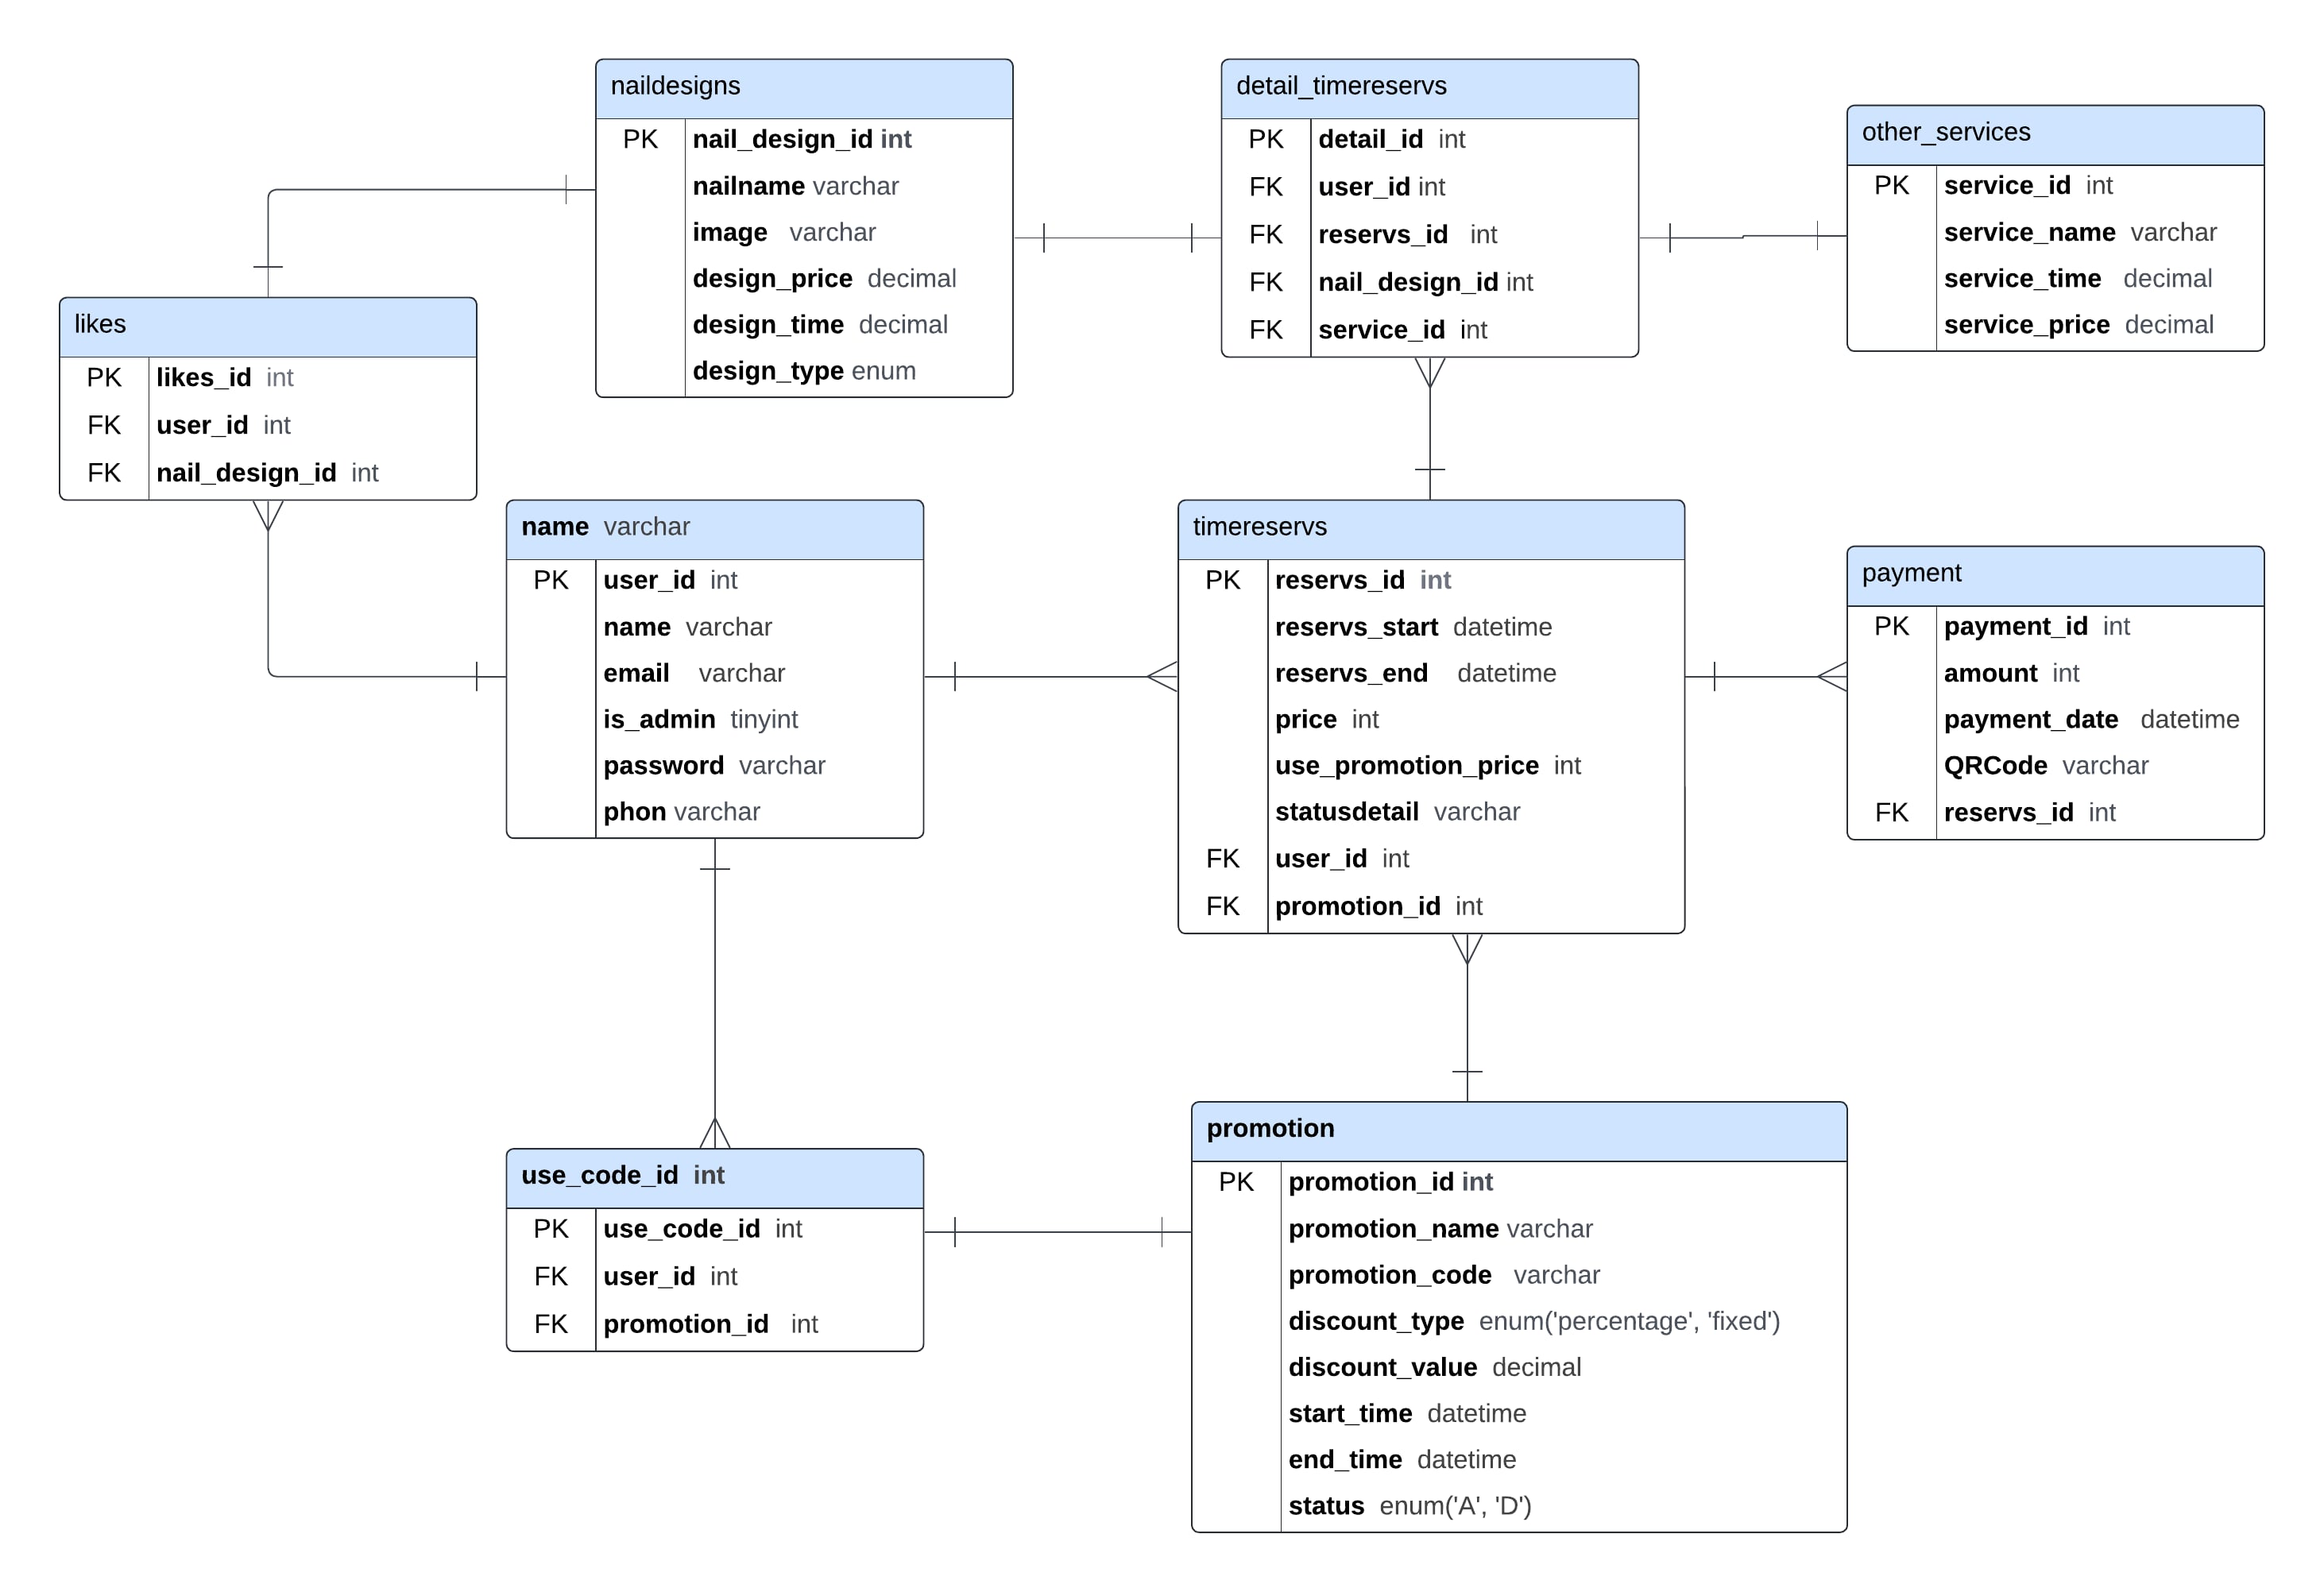 naildesigns
PK nail_design_id int
nailname varchar
image varchar
design_price decimal
design_time decimal
design_type enum
detail_timereservs
PK detail_id int
FK user_id int
FK reservs_id int
FK nail_design_id int
FK service_id int
other_services
PK service_id int
service_name varchar
service_time decimal
service_price decimal
likes
PK likes_id int
FK user_id int
FK nail_design_id int
name varchar
PK user_id int
name varchar
email varchar
is_admin tinyint
password varchar
phon varchar
timereservs
PK reservs_id int
reservs_start datetime
reservs_end datetime
price int
use_promotion_price int
statusdetail varchar
FK user_id int
FK promotion_id int
payment
PK payment_id int
amount int
payment_date datetime
QRCode varchar
FK reservs_id int
use_code_id int
PK use_code_id int
FK user_id int
FK promotion_id int
promotion
PK promotion_id int
promotion_name varchar
promotion_code varchar
discount_type enum('percentage', 'fixed')
discount_value decimal
start_time datetime
end_time datetime
status enum('A', 'D')